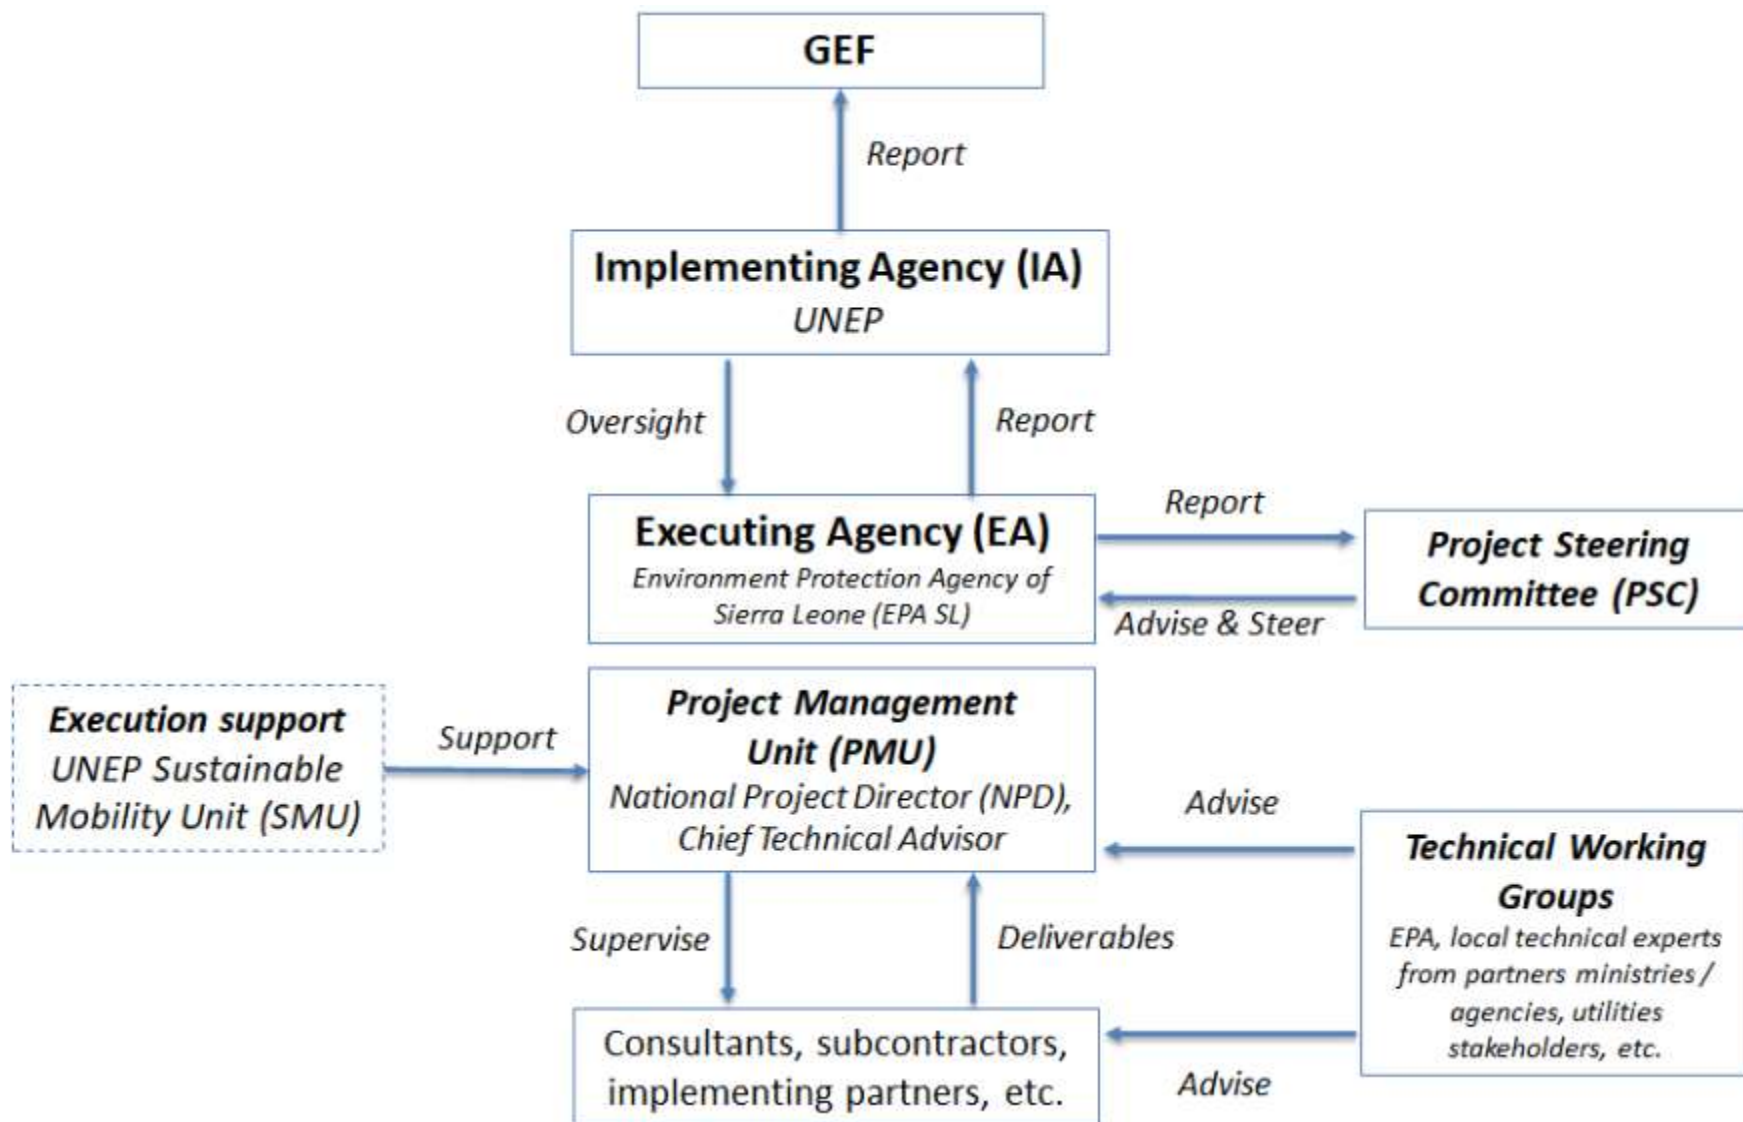 GEF
Report
Implementing Agency (IA)
UNEP
Oversight
Report
Executing Agency (EA)
Environment Protection Agency of
Sierra Leone (EPA SL)
Report
Advise & Steer
Project Steering
Committee (PSC)
Execution support
UNEP Sustainable
Mobility Unit (SMU)
Support
Project Management
Unit (PMU)
National Project Director (NPD),
Chief Technical Advisor
Advise
Technical Working
Groups
EPA, local technical experts
from partners ministries /
agencies, utilities
stakeholders, etc.
Supervise
Deliverables
Consultants, subcontractors,
implementing partners, etc.
Advise